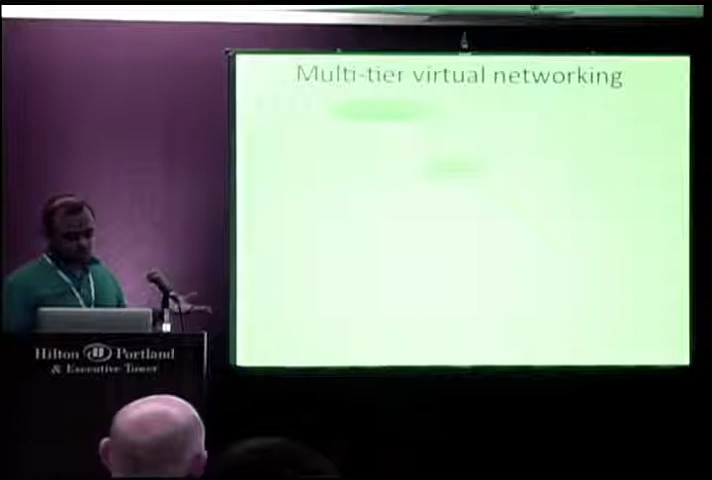 Multi-tier virtual networking
Hilton Portland
& Executive Tower